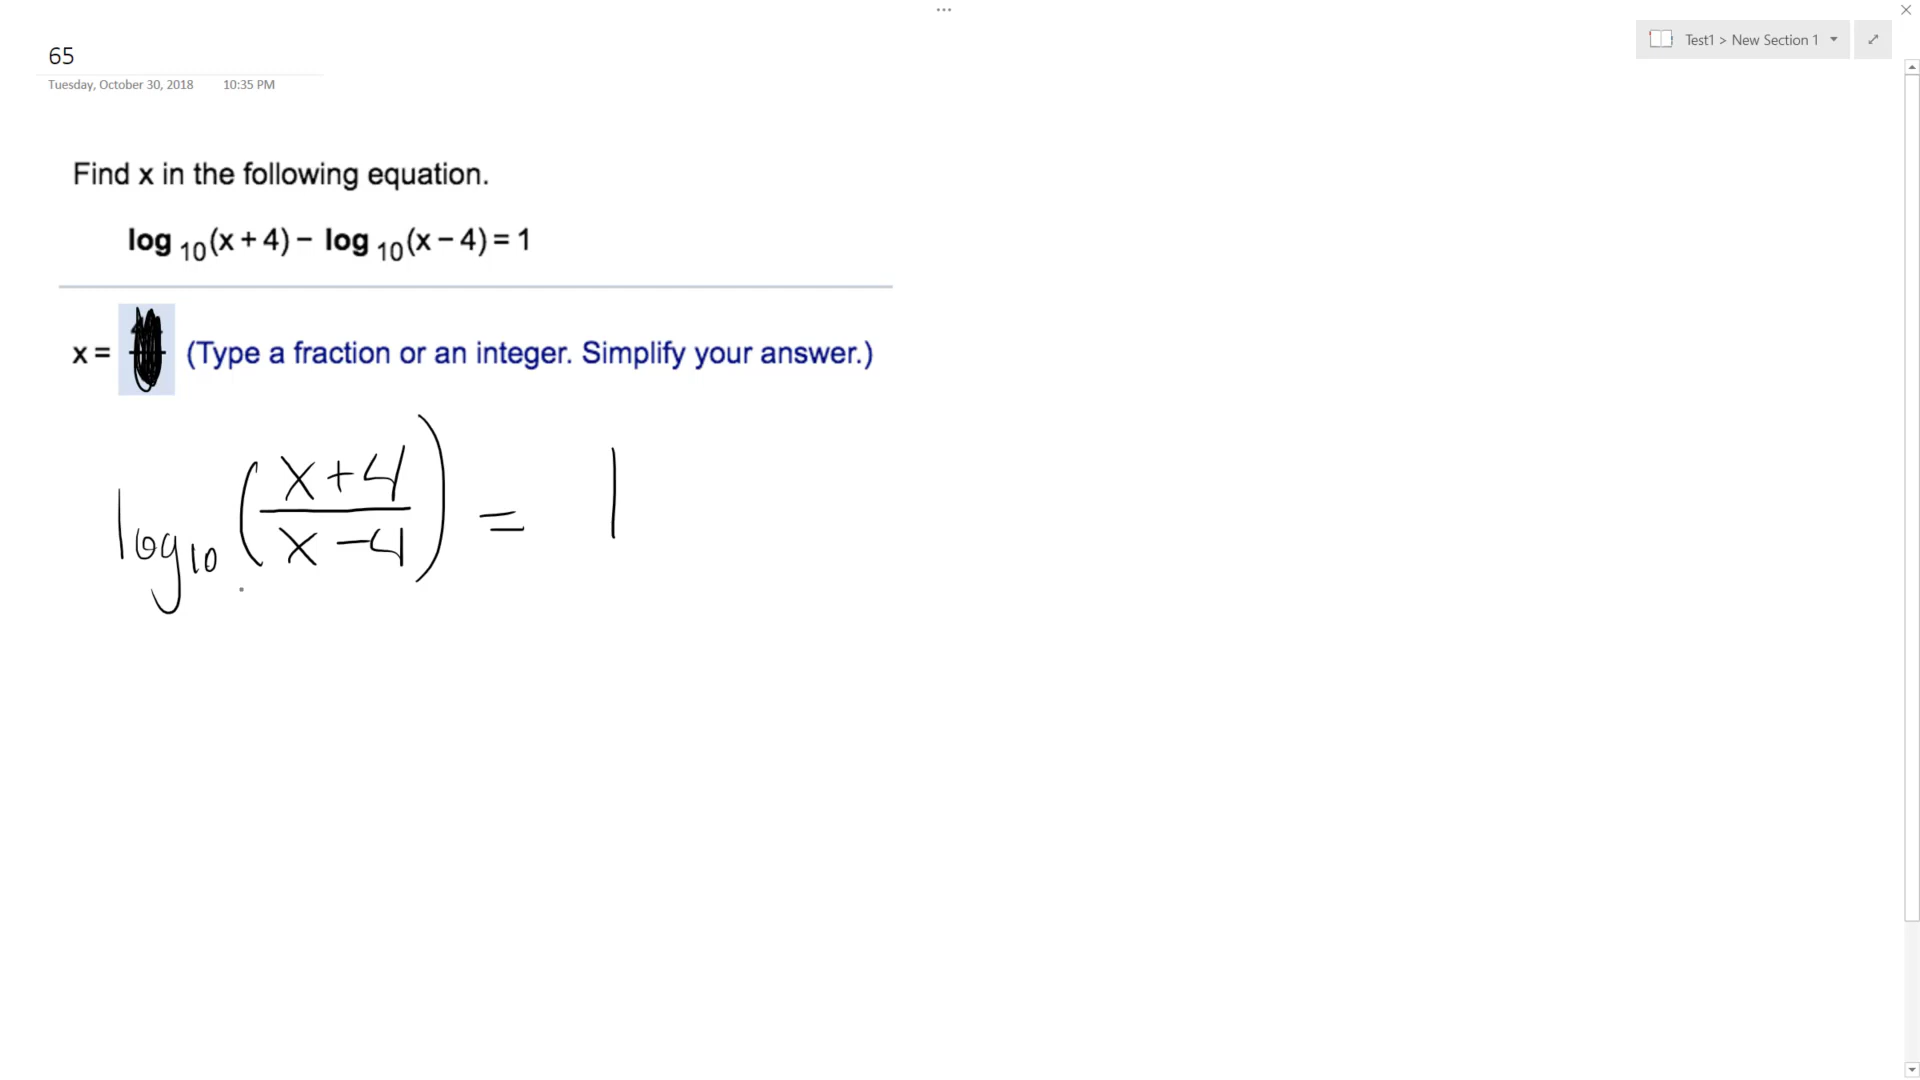 Test1 > New Section 1
65
Tuesday, October 30, 2018 10:35 PM
Find x in the following equation.
log 10 (x + 4) − log 10 (x − 4) = 1
x = (Type a fraction or an integer. Simplify your answer.)
log10 (x+4 / x−4) = 1